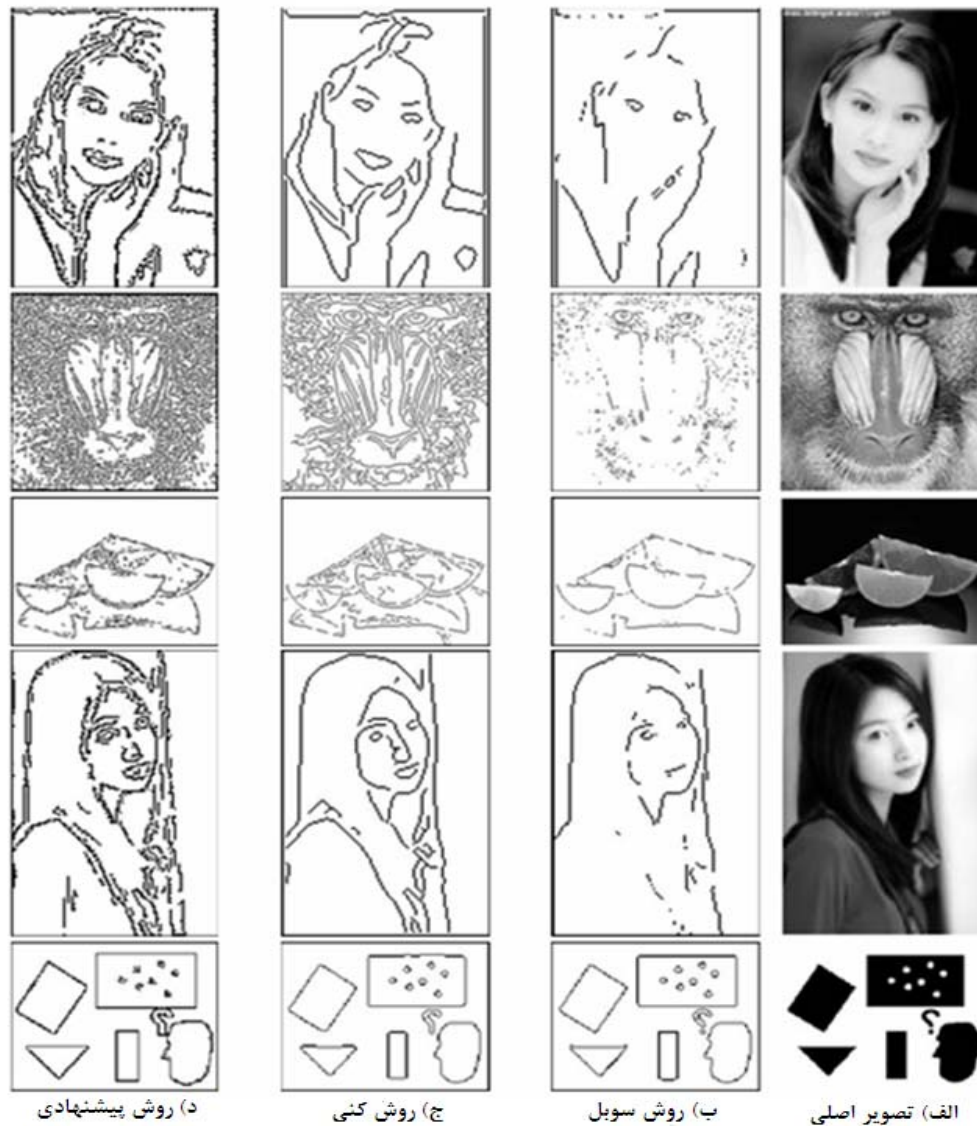 الف) تصویر اصلی
ب) روش سوبل
ج) روش کنی
د) روش پیشنهادی
?